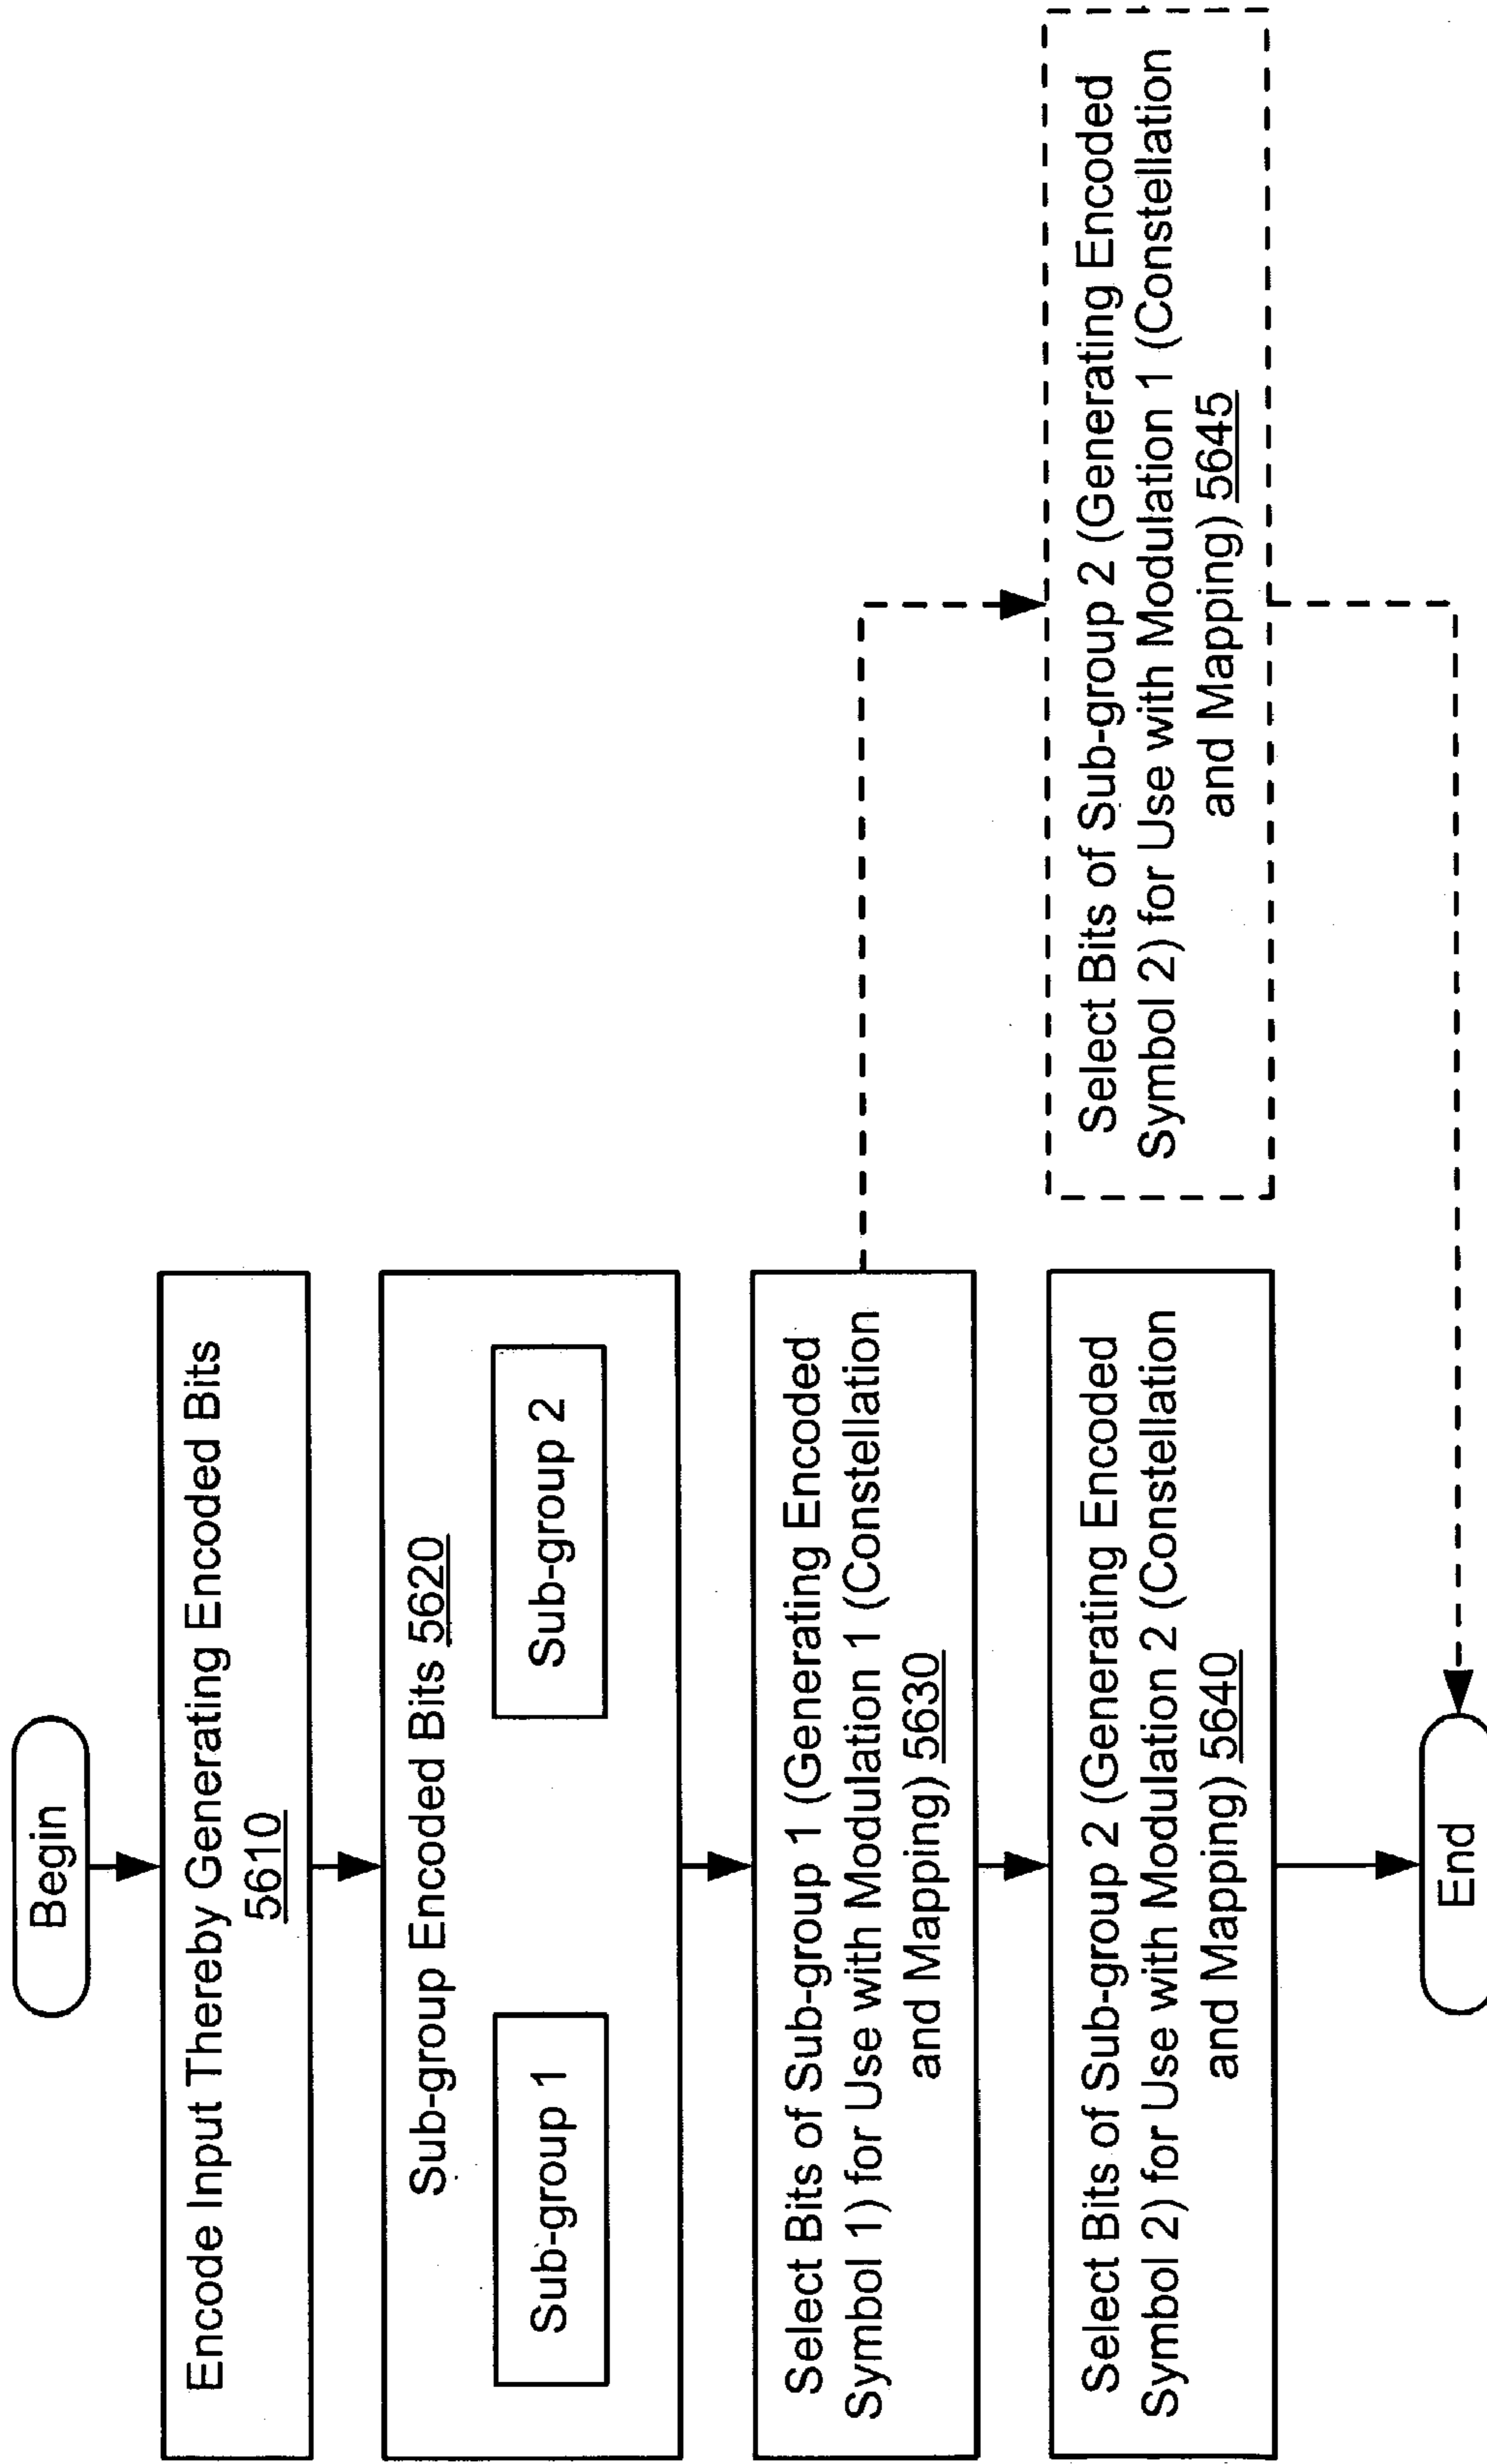 Begin
Encode Input Thereby Generating Encoded Bits
5610
Sub-group Encoded Bits 5620
Sub-group 1
Sub-group 2
Select Bits of Sub-group 1 (Generating Encoded
Symbol 1) for Use with Modulation 1 (Constellation
and Mapping) 5630
Select Bits of Sub-group 2 (Generating Encoded
Symbol 2) for Use with Modulation 2 (Constellation
and Mapping) 5640
Select Bits of Sub-group 2 (Generating Encoded
Symbol 2) for Use with Modulation 1 (Constellation
and Mapping) 5645
End